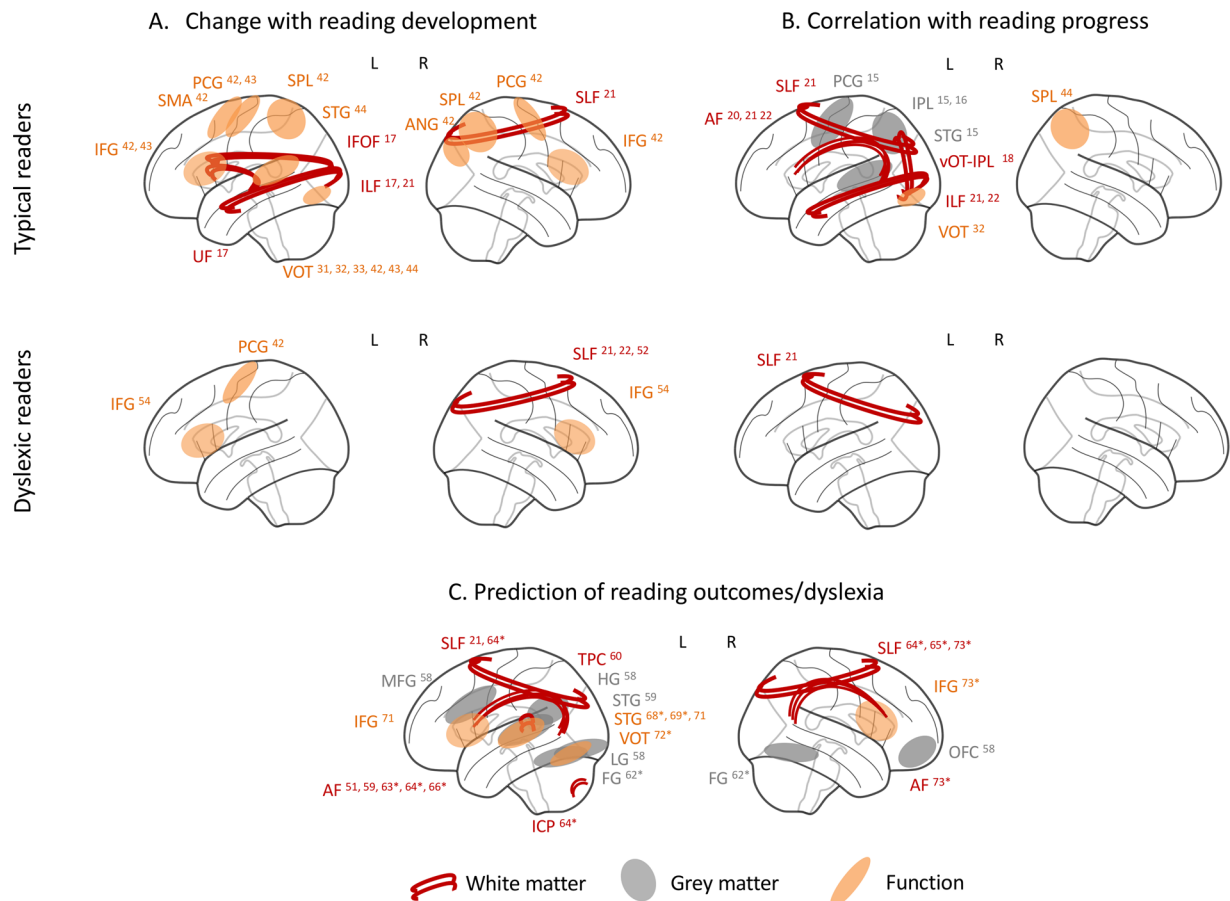 A. Change with reading development
B. Correlation with reading progress
Typical readers
L R
PCG 42, 43
SPL 42
SMA 42
STG 44
IFG 42, 43
IFOF 17
ILF 17, 21
UF 17
VOT 31, 32, 33, 42, 43, 44
PCG 42
SPL 42
SLF 21
ANG 42
IFG 42
L R
SLF 21
PCG 15
IPL 15, 16
AF 20, 21 22
STG 15
vOT-IPL 18
ILF 21, 22
VOT 32
SPL 44
Dyslexic readers
L R
PCG 42
IFG 54
SLF 21, 22, 52
IFG 54
L R
SLF 21
C. Prediction of reading outcomes/dyslexia
L R
SLF 21, 64*
TPC 60
MFG 58
HG 58
STG 59
IFG 71
STG 68*, 69*, 71
VOT 72*
LG 58
FG 62*
AF 51, 59, 63*, 64*, 66*
ICP 64*
SLF 64*, 65*, 73*
IFG 73*
OFC 58
FG 62*
AF 73*
White matter
Grey matter
Function